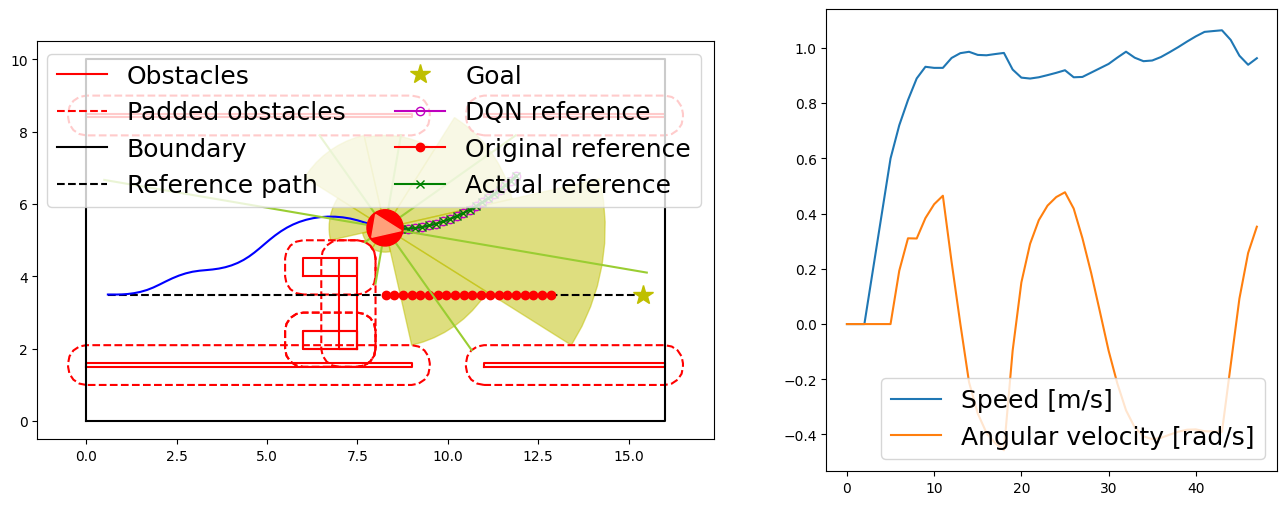 Obstacles
Padded obstacles
Boundary
Reference path
Goal
DQN reference
Original reference
Actual reference
10
8
6
4
2
0
0.0 2.5 5.0 7.5 10.0 12.5 15.0
1.0
0.8
0.6
0.4
0.2
0.0
−0.2
−0.4
Speed [m/s]
Angular velocity [rad/s]
0 10 20 30 40